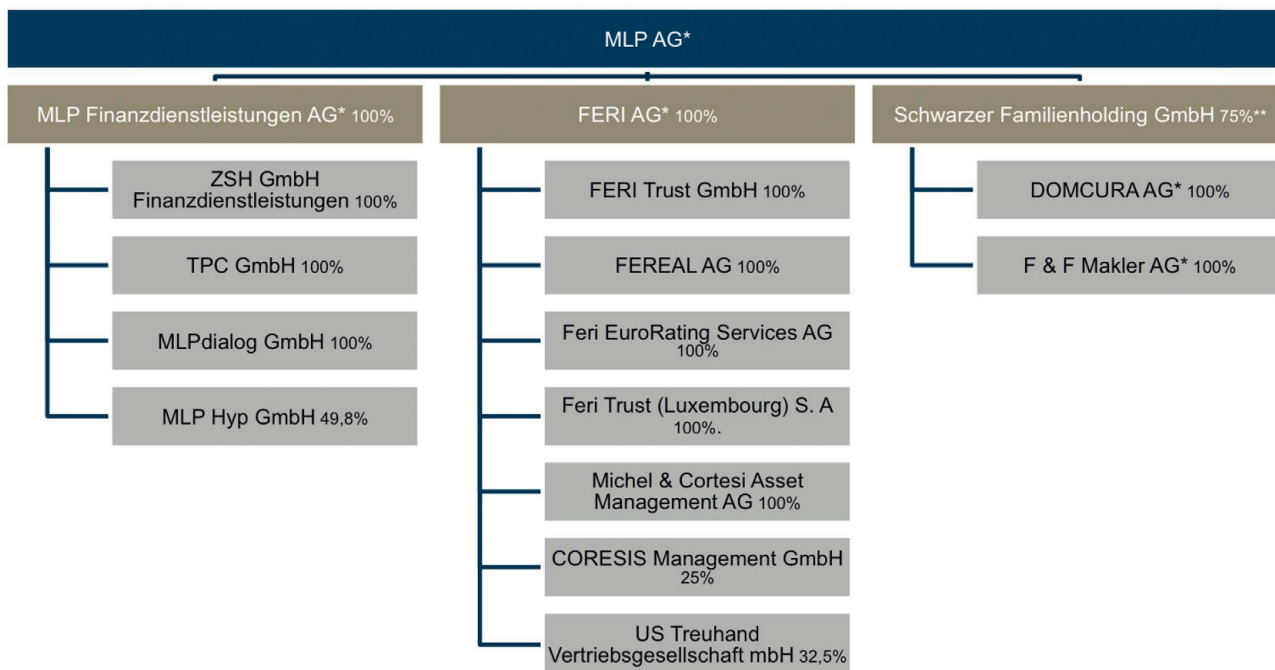 MLP AG*
MLP Finanzdienstleistungen AG* 100%
ZSH GmbH
Finanzdienstleistungen 100%
TPC GmbH 100%
MLPdialog GmbH 100%
MLP Hyp GmbH 49,8%
FERI AG* 100%
FERI Trust GmbH 100%
FEREAL AG 100%
Feri EuroRating Services AG
100%
Feri Trust (Luxembourg) S. A
100%.
Michel & Cortesi Asset
Management AG 100%
CORESIS Management GmbH
25%
US Treuhand
Vertriebsgesellschaft mbH 32,5%
Schwarzer Familienholding GmbH 75%**
DOMCURA AG* 100%
F & F Makler AG* 100%